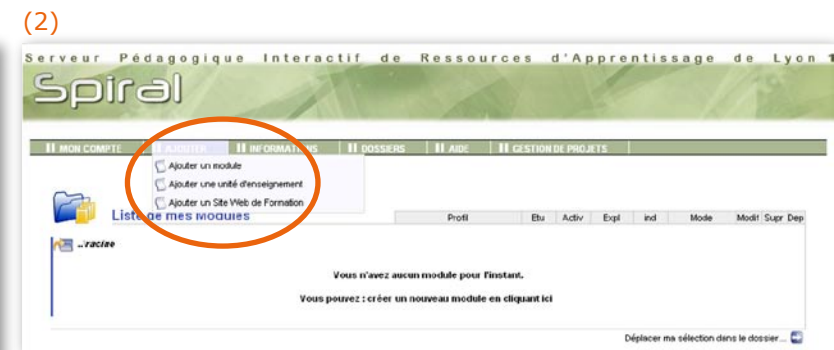 (2)
Serveur Pédagogique Interactif de Ressources d'Apprentissage de Lyon 1
Spiral
MON COMPTE AJOUTER INFORMATIONS DOSSIERS AIDE GESTION DE PROJETS
Ajouter un module
Ajouter une unité d'enseignement
Ajouter un Site Web de Formation
Liste de mes Modules Profil Etu Activ Expl ind Mode Modif Supr Dep
../racine
Vous n'avez aucun module pour l'instant.
Vous pouvez : créer un nouveau module en cliquant ici
Déplacer ma sélection dans le dossier...